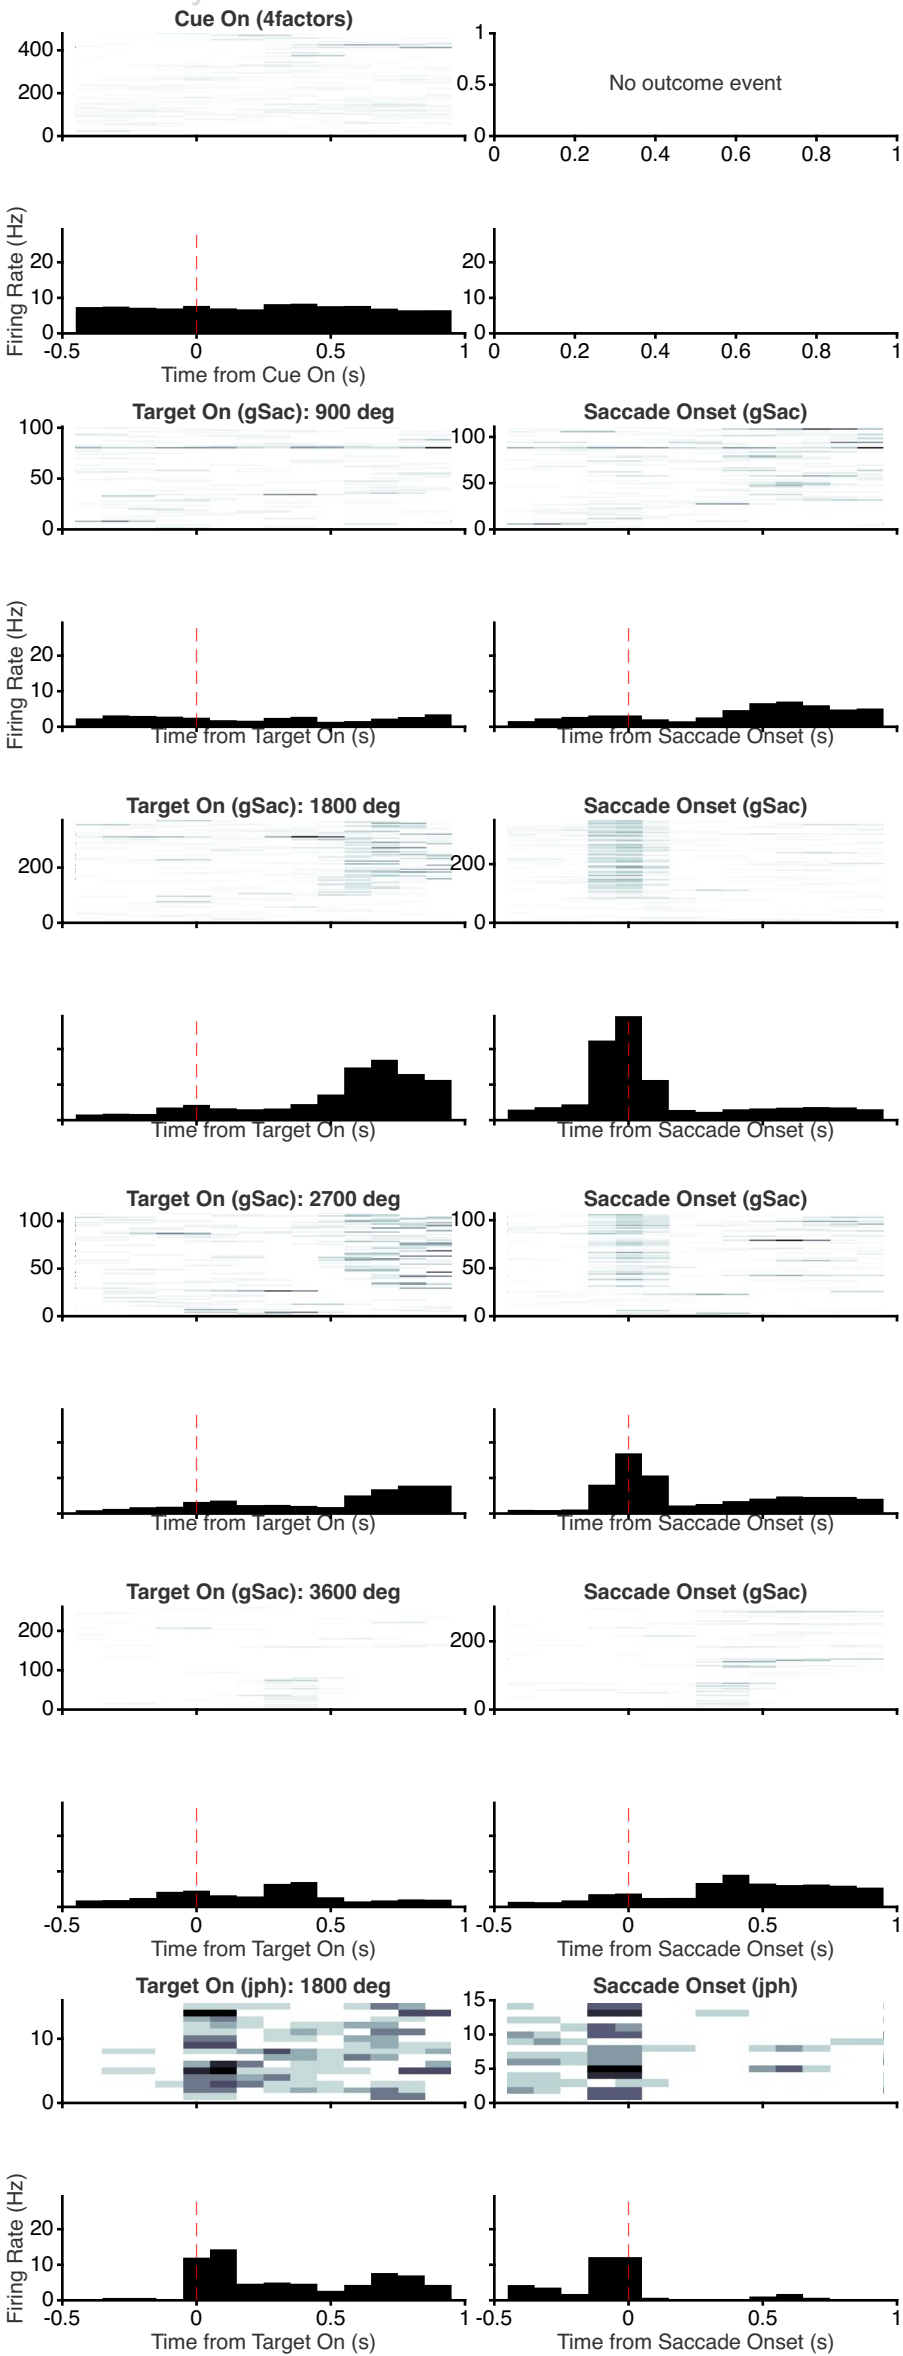 Cue On (4factors)
400
200
0
1
0.5
0
No outcome event
0 0.2 0.4 0.6 0.8 1
Firing Rate (Hz)
20
10
0
-0.5 0 0.5 1
Time from Cue On (s)
20
10
0
0 0.2 0.4 0.6 0.8 1
Target On (gSac): 900 deg
100
50
0
Saccade Onset (gSac)
100
50
0
Firing Rate (Hz)
20
10
0
Time from Target On (s)
Time from Saccade Onset (s)
Target On (gSac): 1800 deg
200
0
Saccade Onset (gSac)
200
0
Time from Target On (s)
Time from Saccade Onset (s)
Target On (gSac): 2700 deg
100
50
0
Saccade Onset (gSac)
100
50
0
Time from Target On (s)
Time from Saccade Onset (s)
Target On (gSac): 3600 deg
200
100
0
Saccade Onset (gSac)
200
0
-0.5 0 0.5 1
Time from Target On (s)
-0.5 0 0.5 1
Time from Saccade Onset (s)
Target On (jph): 1800 deg
10
0
Saccade Onset (jph)
15
10
5
0
Firing Rate (Hz)
20
10
0
-0.5 0 0.5 1
Time from Target On (s)
-0.5 0 0.5 1
Time from Saccade Onset (s)